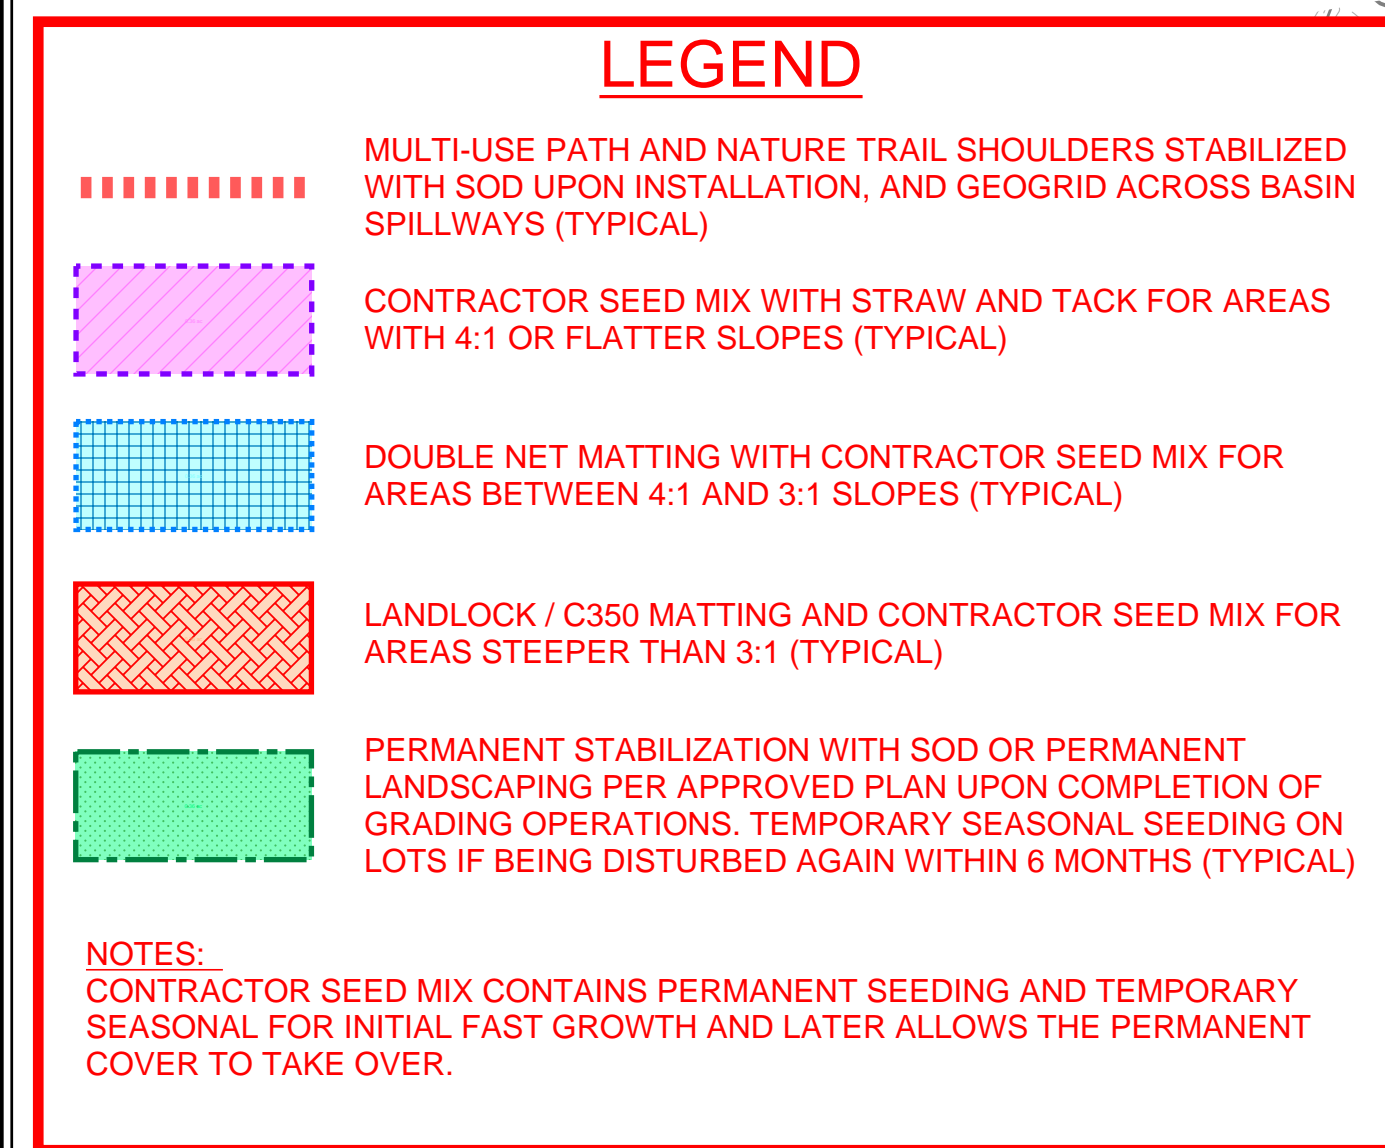 LEGEND
MULTI-USE PATH AND NATURE TRAIL SHOULDERS STABILIZED
WITH SOD UPON INSTALLATION, AND GEOGRID ACROSS BASIN
SPILLWAYS (TYPICAL)
CONTRACTOR SEED MIX WITH STRAW AND TACK FOR AREAS
WITH 4:1 OR FLATTER SLOPES (TYPICAL)
DOUBLE NET MATTING WITH CONTRACTOR SEED MIX FOR
AREAS BETWEEN 4:1 AND 3:1 SLOPES (TYPICAL)
LANDLOCK / C350 MATTING AND CONTRACTOR SEED MIX FOR
AREAS STEEPER THAN 3:1 (TYPICAL)
PERMANENT STABILIZATION WITH SOD OR PERMANENT
LANDSCAPING PER APPROVED PLAN UPON COMPLETION OF
GRADING OPERATIONS. TEMPORARY SEASONAL SEEDING ON
LOTS IF BEING DISTURBED AGAIN WITHIN 6 MONTHS (TYPICAL)
NOTES:
CONTRACTOR SEED MIX CONTAINS PERMANENT SEEDING AND TEMPORARY
SEASONAL FOR INITIAL FAST GROWTH AND LATER ALLOWS THE PERMANENT
COVER TO TAKE OVER.